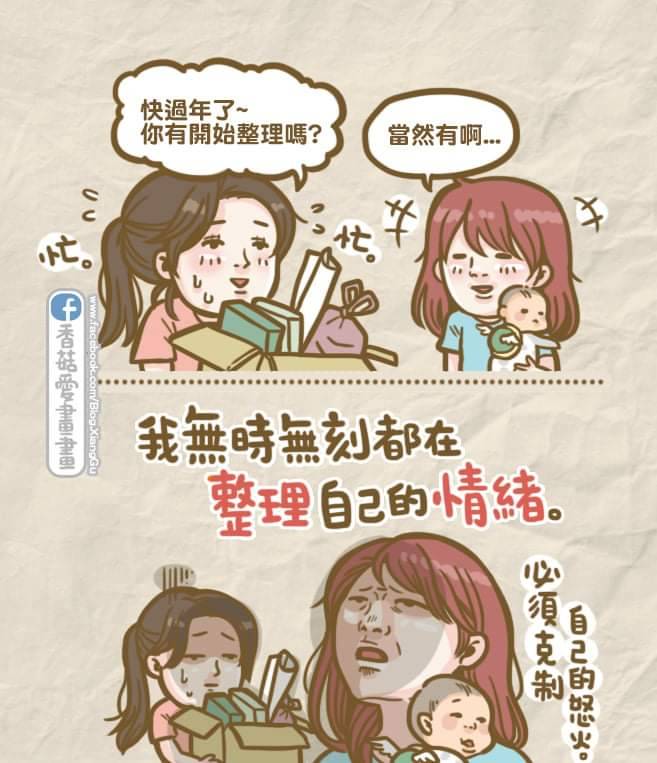 快過年了~
你有開始整理嗎?
當然有啊...
忙。
忙。
香菇愛畫畫
www.facebook.com/Blog.XiangGu
我無時無刻都在
整理自己的情緒。
必須克制
自己的怒火。